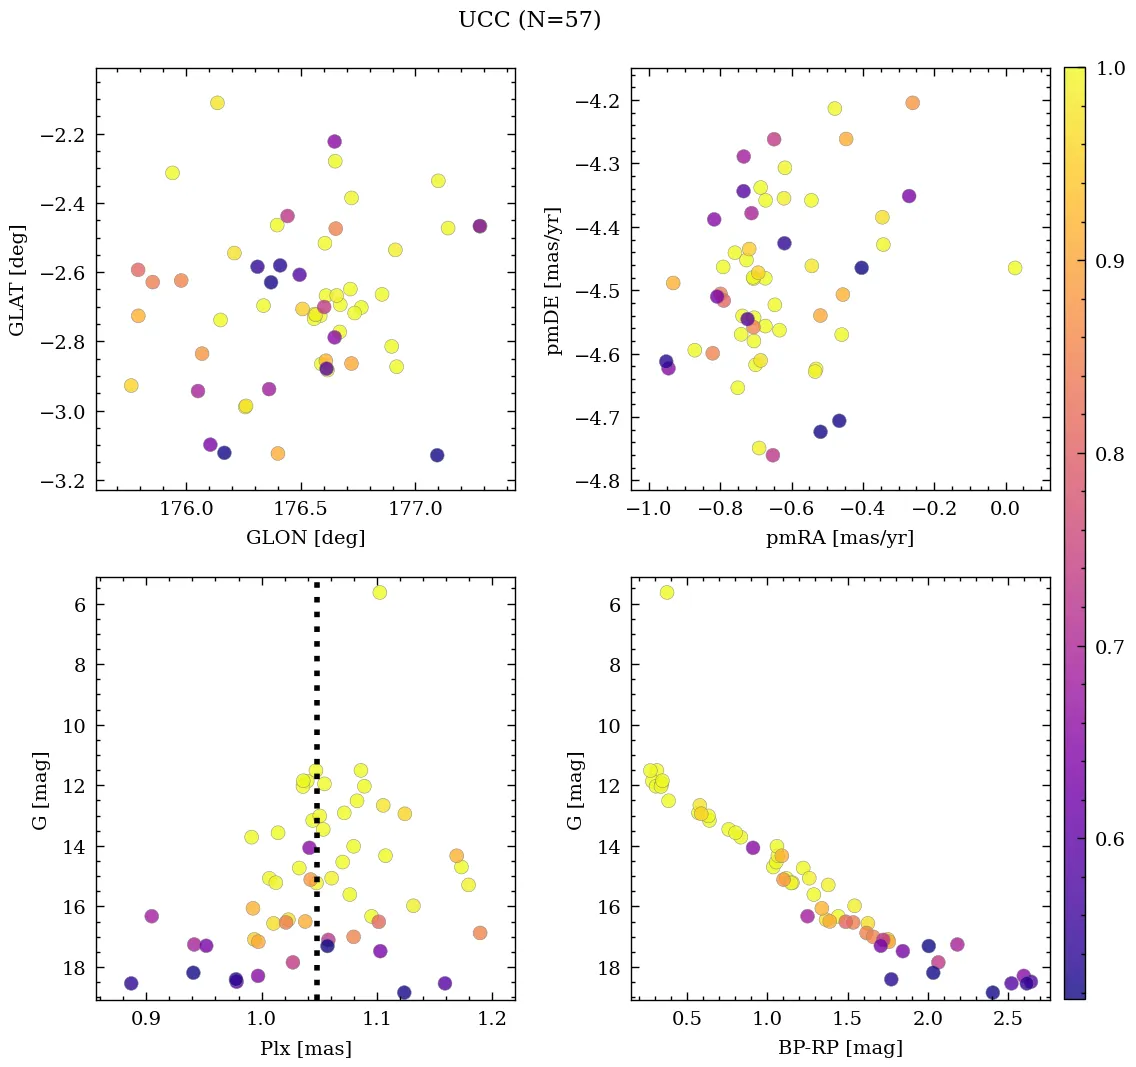 UCC (N=57)
−2.2
−2.4
−2.6
−2.8
−3.0
−3.2
GLAT [deg]
176.0 176.5 177.0
GLON [deg]
−4.2
−4.3
−4.4
−4.5
−4.6
−4.7
−4.8
pmDE [mas/yr]
−1.0 −0.8 −0.6 −0.4 −0.2 0.0
pmRA [mas/yr]
6
8
10
12
14
16
18
G [mag]
0.9 1.0 1.1 1.2
Plx [mas]
6
8
10
12
14
16
18
G [mag]
0.5 1.0 1.5 2.0 2.5
BP-RP [mag]
1.0
0.9
0.8
0.7
0.6